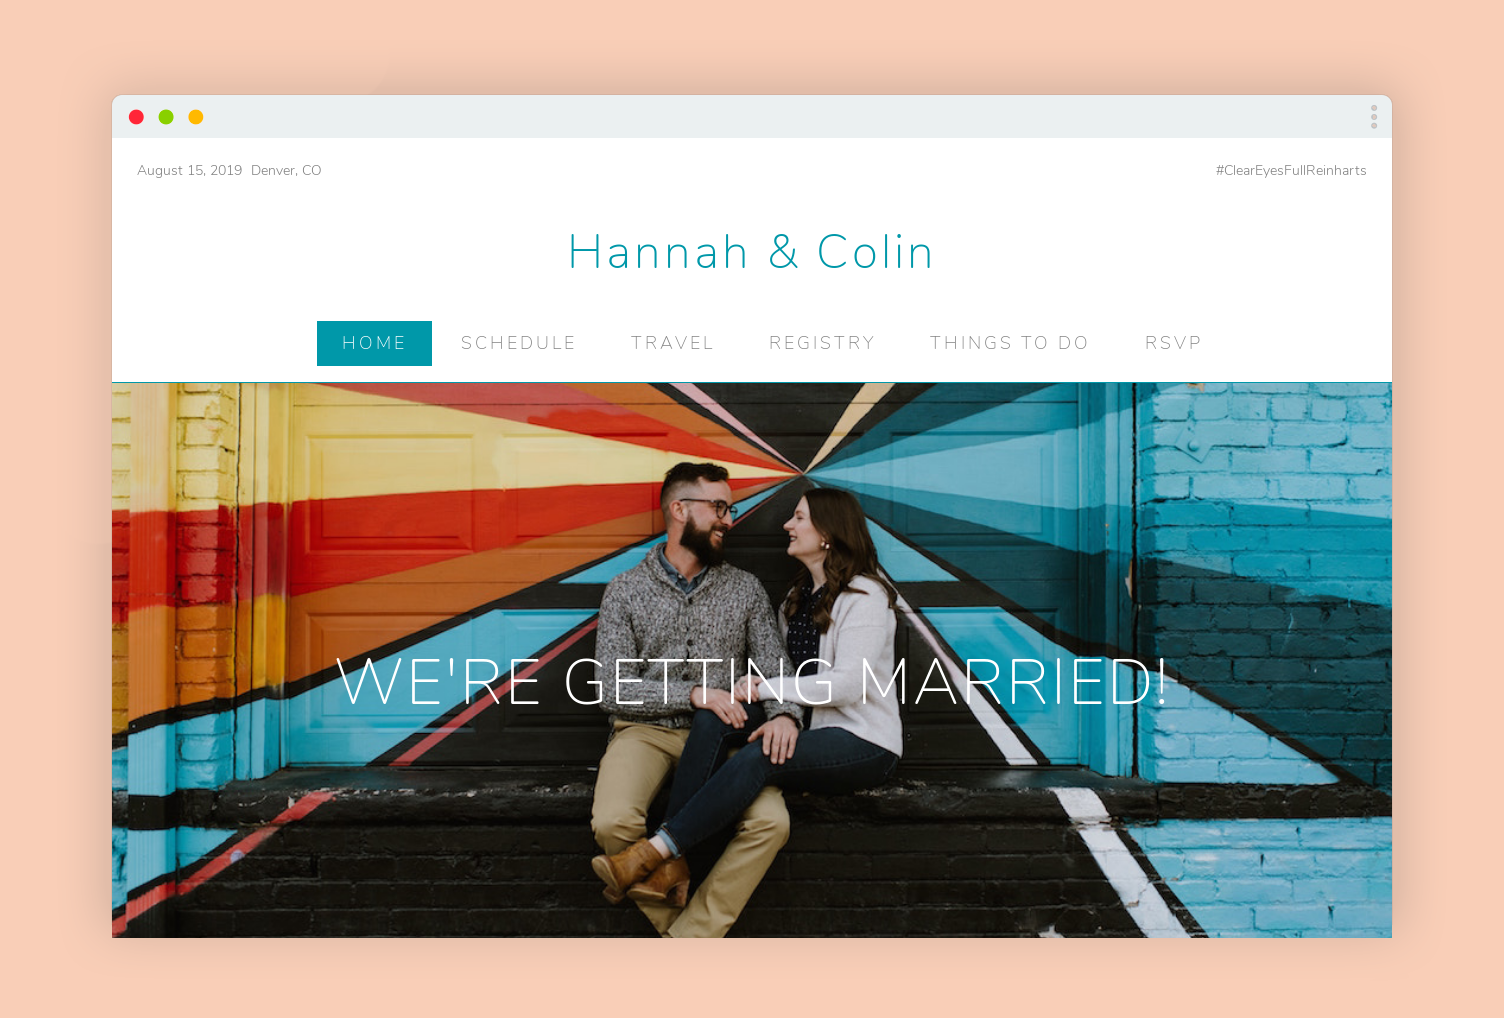 August 15, 2019 Denver, CO
#ClearEyesFullReinharts
Hannah & Colin
HOME SCHEDULE TRAVEL REGISTRY THINGS TO DO RSVP
WE'RE GETTING MARRIED!